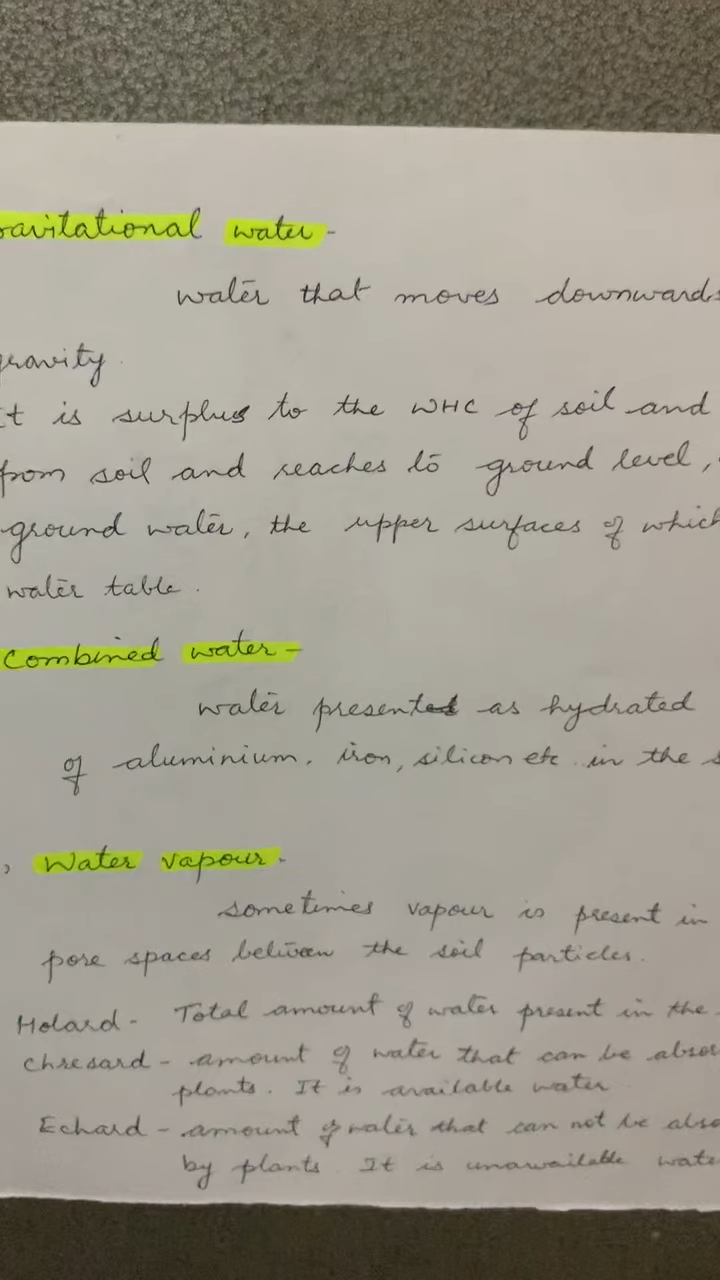 ravitational water -
water that moves downwards
gravity.
It is surplus to the WHC of soil and
from soil and reaches to ground level,
ground water, the upper surfaces of which
water table.
Combined water -
water presented as hydrated
of aluminium. iron, silicon etc. in the s
, Water vapour -
sometimes vapour is present in
pore spaces between the soil particles.
Holard - Total amount of water present in the
Chresard - amount of water that can be absor
plants. It is available water
Echard - amount of water that can not be abso
by plants. It is unawailable wate